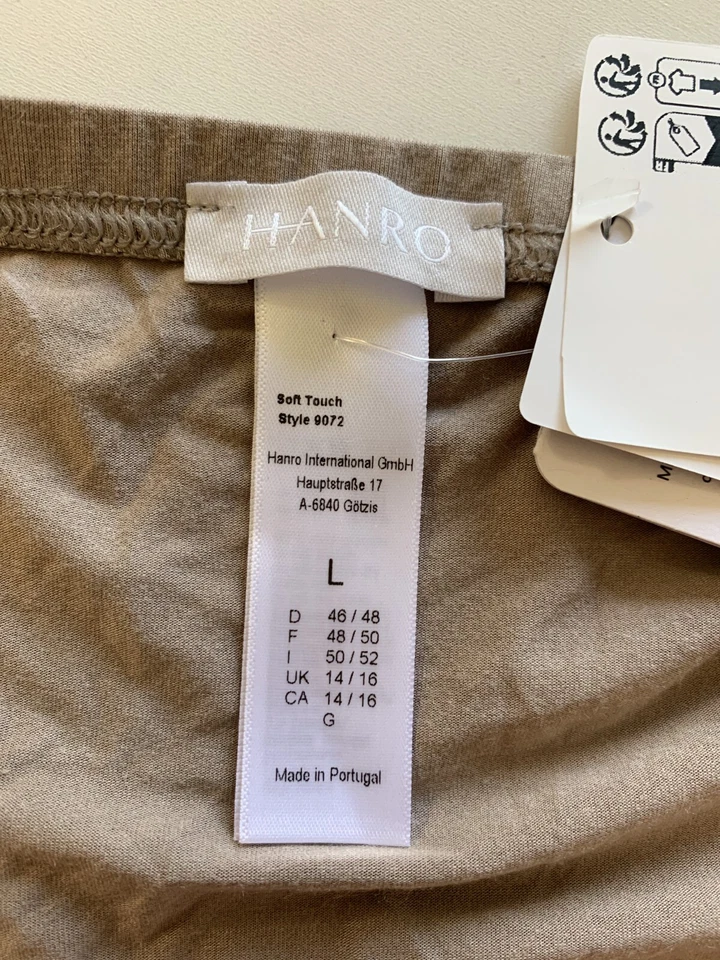 HANRO
Soft Touch
Style 9072
Hanro International GmbH
Hauptstraße 17
A-6840 Götzis
L
D 46 / 48
F 48 / 50
I 50 / 52
UK 14 / 16
CA 14 / 16
G
Made in Portugal
FR
M